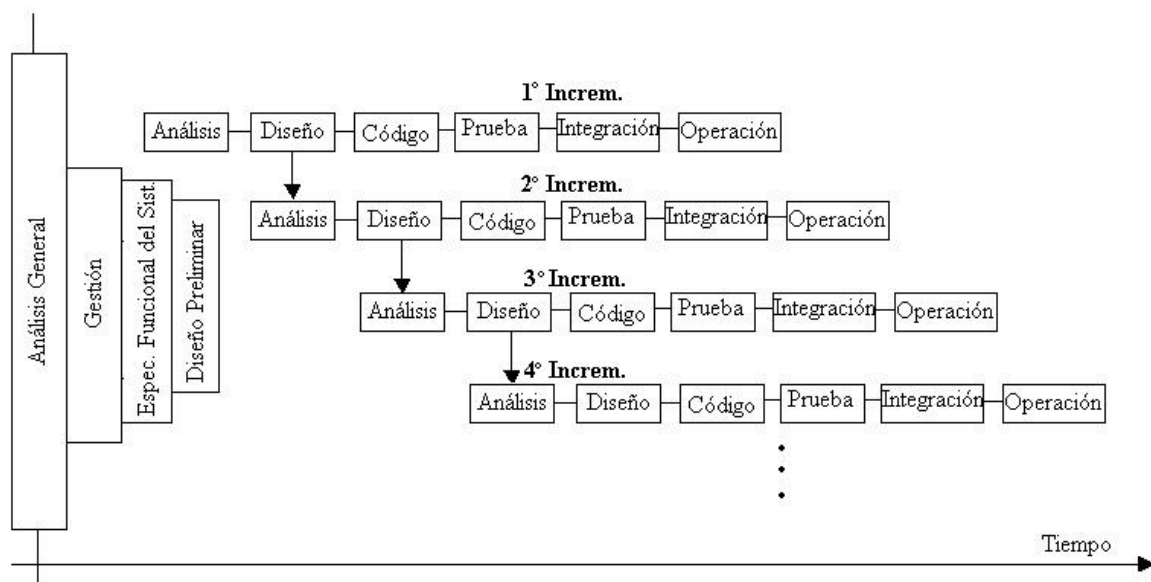 Análisis General
Gestión
Espec. Funcional del Sist.
Diseño Preliminar
1° Increm.
Análisis Diseño Código Prueba Integración Operación
2° Increm.
Análisis Diseño Código Prueba Integración Operación
3° Increm.
Análisis Diseño Código Prueba Integración Operación
4° Increm.
Análisis Diseño Código Prueba Integración Operación
Tiempo